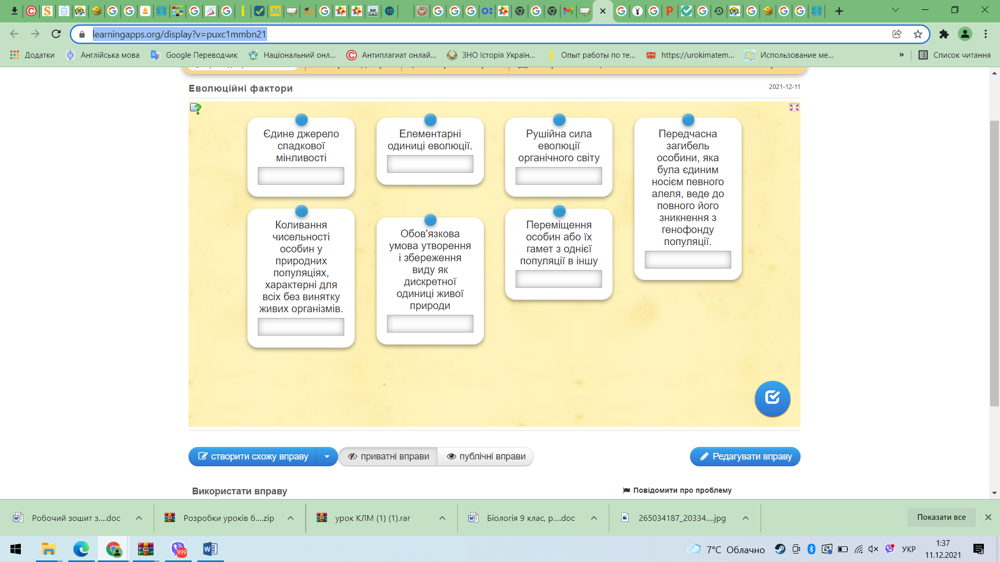 learningapps.org/display?v=puxc1mmbn21
Додатки
Англійська мова
Google Переводчик
Національний онл...
Антиплагиат онлай...
ЗНО Історія Україн...
Опыт работы по те...
https://urokimatem...
Использование ме...
»
Список читання
Еволюційні фактори
2021-12-11
Єдине джерело
спадкової
мінливості
Елементарні
одиниці еволюції.
Рушійна сила
еволюції
органічного світу
Передчасна
загибель
особини, яка
була єдиним
носієм певного
алеля, веде до
повного його
зникнення з
генофонду
популяції.
Коливання
чисельності
особин у
природних
популяціях,
характерні для
всіх без винятку
живих організмів.
Обов'язкова
умова утворення
і збереження
виду як
дискретної
одиниці живої
природи
Переміщення
особин або їх
гамет з однієї
популяції в іншу
створити схожу вправу
приватні вправи
публічні вправи
Редагувати вправу
Використати вправу
Повідомити про проблему
Робочий зошит з....doc
Розробки уроків б....zip
урок КЛМ (1) (1).rar
Біологія 9 клас, р....doc
265034187_20334....jpg
Показати все
999
7°C Облачно
УКР
1:37
11.12.2021